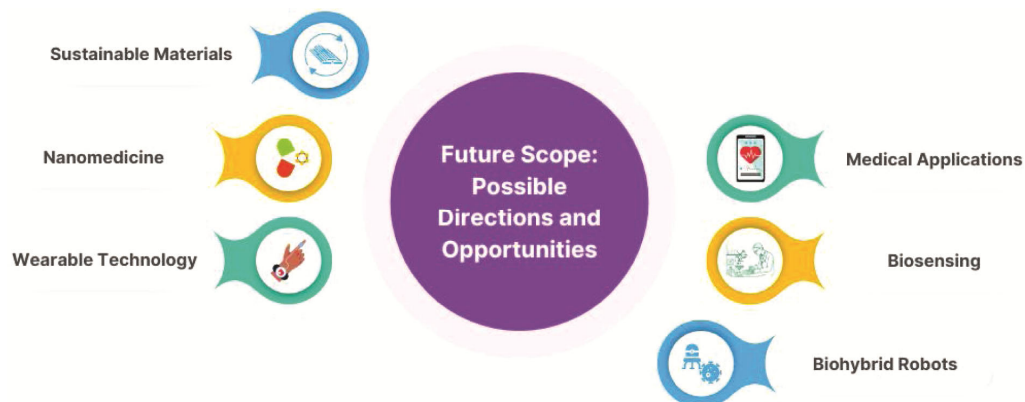 Sustainable Materials
Nanomedicine
Wearable Technology
Future Scope:
Possible
Directions and
Opportunities
Medical Applications
Biosensing
Biohybrid Robots